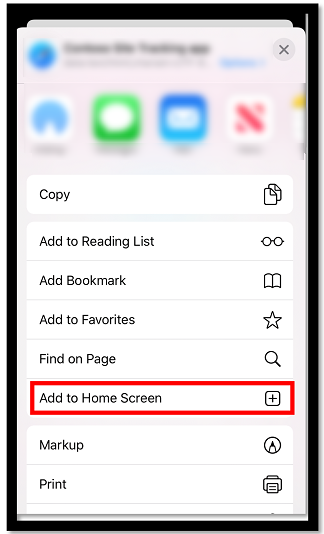 Contoso Site Tracking app
Options
Copy
Add to Reading List
Add Bookmark
Add to Favorites
Find on Page
Add to Home Screen
Markup
Print